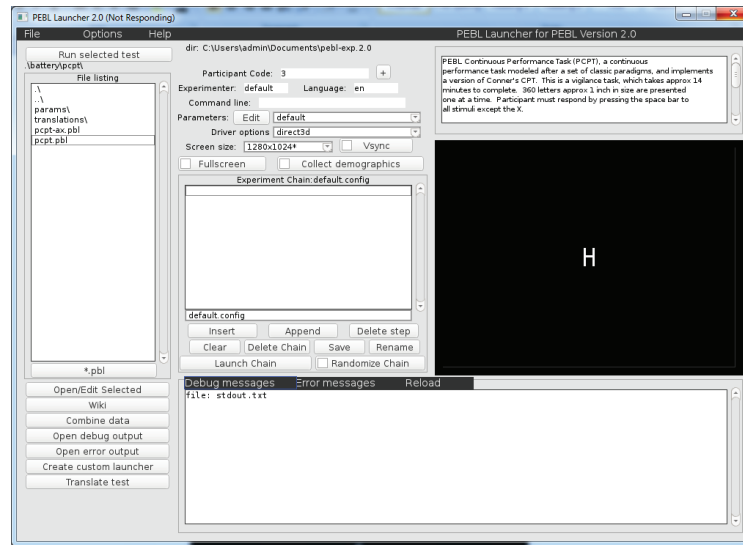 PEBL Launcher 2.0 (Not Responding)
File Options Help PEBL Launcher for PEBL Version 2.0
Run selected test
.\battery\pcpt\
File listing
.\
..\
params\
translations\
pcpt-ax.pbl
pcpt.pbl
*.pbl
Open/Edit Selected
Wiki
Combine data
Open debug output
Open error output
Create custom launcher
Translate test
dir: C:\Users\admin\Documents\pebl-exp.2.0
Participant Code: 3 +
Experimenter: default Language: en
Command line:
Parameters: Edit default
Driver options direct3d
Screen size: 1280x1024* Vsync
Fullscreen Collect demographics
Experiment Chain:default.config
default.config
Insert Append Delete step
Clear Delete Chain Save Rename
Launch Chain Randomize Chain
PEBL Continuous Performance Task (PCPT), a continuous
performance task modeled after a set of classic paradigms, and implements
a version of Conner's CPT. This is a vigilance task, which takes approx 14
minutes to complete. 360 letters approx 1 inch in size are presented
one at a time. Participant must respond by pressing the space bar to
all stimuli except the X.
H
Debug messages Error messages Reload
file: stdout.txt